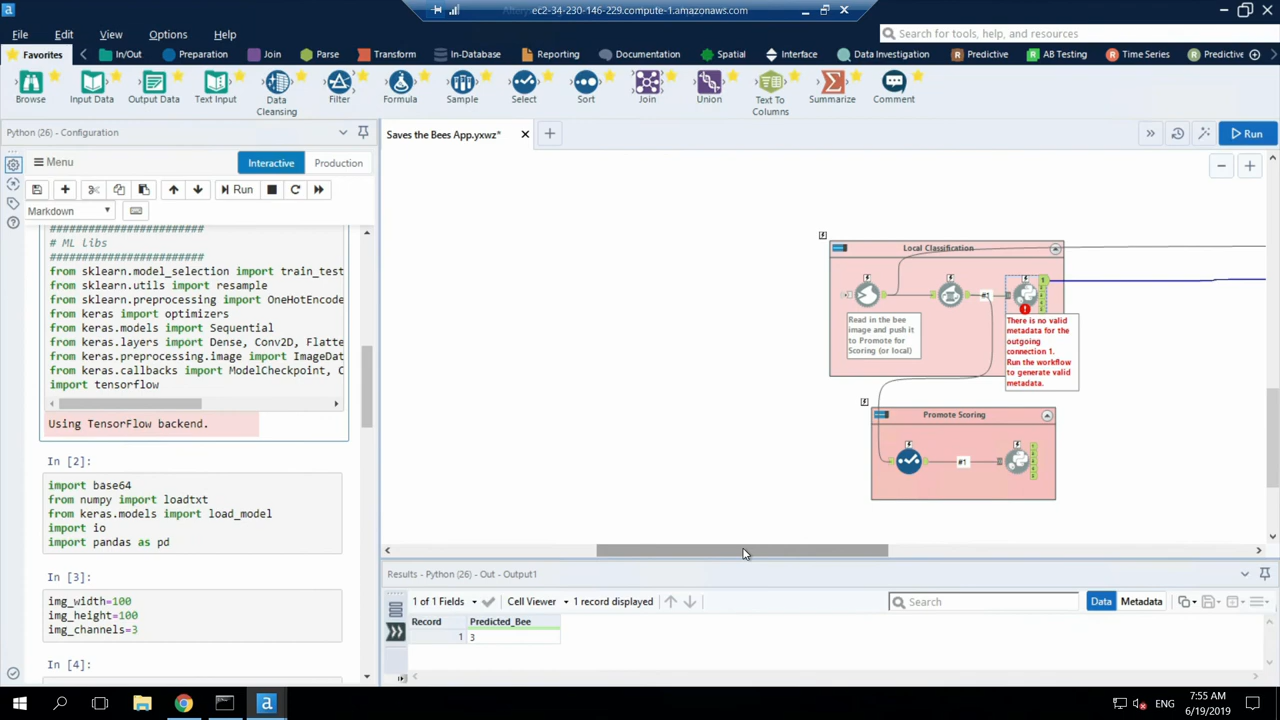 ec2-34-230-146-229.compute-1.amazonaws.com
File Edit View Options Help
Search for tools, help, and resources
Favorites In/Out Preparation Join Parse Transform In-Database Reporting Documentation Spatial Interface Data Investigation Predictive AB Testing Time Series Predictive
Browse Input Data Output Data Text Input Data Cleansing Filter Formula Sample Select Sort Join Union Text To Columns Summarize Comment
Python (26) - Configuration
Saves the Bees App.yxwz*
Run
Menu
Interactive
Production
Run
Markdown
########################
# ML libs
########################
from sklearn.model_selection import train_test
from sklearn.utils import resample
from sklearn.preprocessing import OneHotEncode
from keras import optimizers
from keras.models import Sequential
from keras.layers import Dense, Conv2D, Flatte
from keras.preprocessing.image import ImageDat
from keras.callbacks import ModelCheckpoint, C
import tensorflow
Using TensorFlow backend.
In [2]:
import base64
from numpy import loadtxt
from keras.models import load_model
import io
import pandas as pd
In [3]:
img_width=100
img_height=100
img_channels=3
In [4]:
Local Classification
#1
Read in the bee
image and push it
to Promote for
Scoring (or local)
There is no valid
metadata for the
outgoing
connection 1.
Run the workflow
to generate valid
metadata.
Promote Scoring
#1
Results - Python (26) - Out - Output1
1 of 1 Fields
Cell Viewer
1 record displayed
Search
Data
Metadata
Record Predicted_Bee
1 3
ENG
7:55 AM
6/19/2019